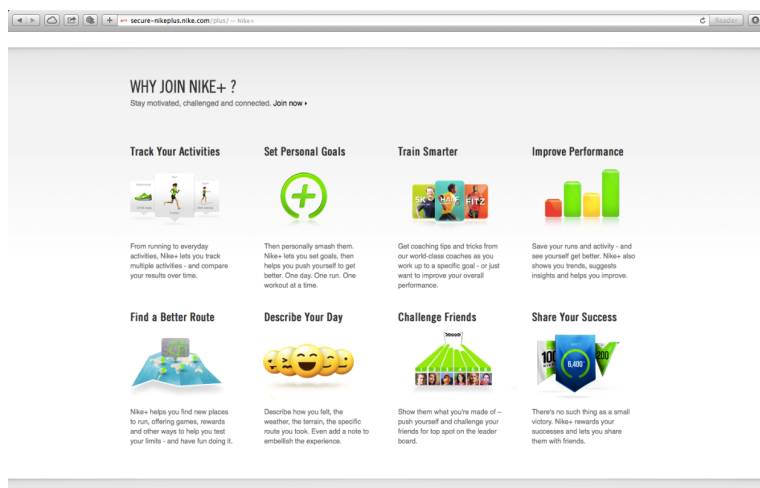 secure-nikeplus.nike.com/plus/ — Nike+
Reader
WHY JOIN NIKE+ ?
Stay motivated, challenged and connected. Join now
Track Your Activities
From running to everyday
activities, Nike+ lets you track
multiple activities - and compare
your results over time.
Set Personal Goals
Then personally smash them.
Nike+ lets you set goals, then
helps you push yourself to get
better. One day. One run. One
workout at a time.
Train Smarter
5K
HALF
FITZ
Get coaching tips and tricks from
our world-class coaches as you
work up to a specific goal - or just
want to improve your overall
performance.
Improve Performance
Save your runs and activity - and
see yourself get better. Nike+ also
shows you trends, suggests
insights and helps you improve.
Find a Better Route
Nike+ helps you find new places
to run, offering games, rewards
and other ways to help you test
your limits - and have fun doing it.
Describe Your Day
Describe how you felt, the
weather, the terrain, the specific
route you took. Even add a note to
embellish the experience.
Challenge Friends
Show them what you're made of –
push yourself and challenge your
friends for top spot on the leader
board.
Share Your Success
100
6,400
200
There's no such thing as a small
victory. Nike+ rewards your
successes and lets you share
them with friends.